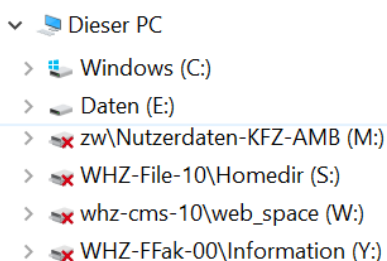 Dieser PC
Windows (C:)
Daten (E:)
zw\Nutzerdaten-KFZ-AMB (M:)
WHZ-File-10\Homedir (S:)
whz-cms-10\web_space (W:)
WHZ-FFak-00\Information (Y:)